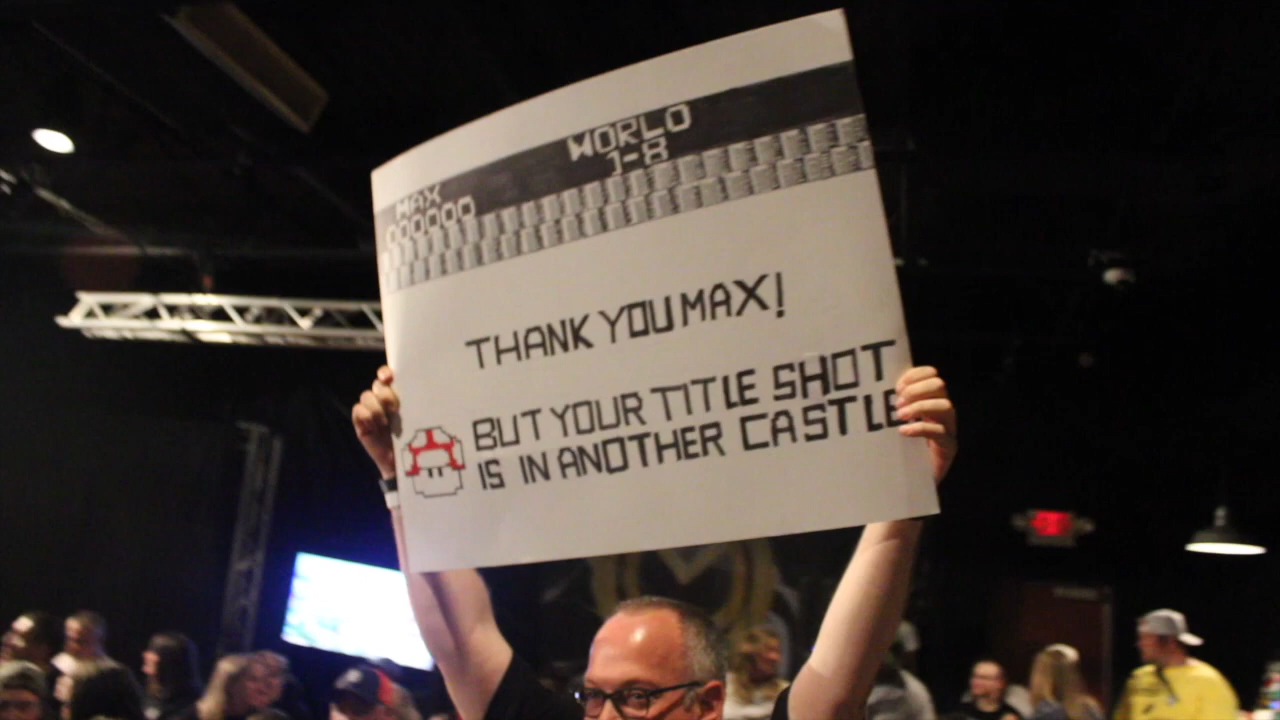 WORLD
1-8
MAX
000000
THANK YOU MAX!
BUT YOUR TITLE SHOT
IS IN ANOTHER CASTLE